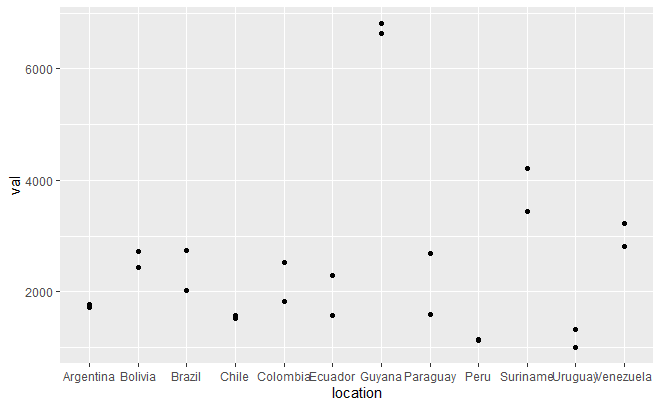 6000
4000
2000
val
Argentina Bolivia Brazil Chile Colombia Ecuador Guyana Paraguay Peru Suriname Uruguay Venezuela
location